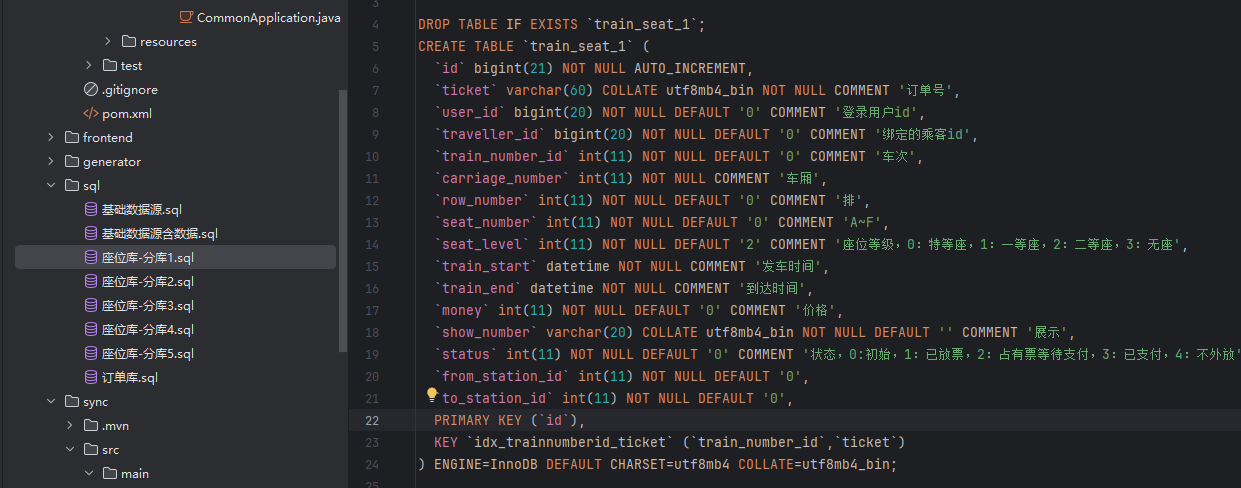 CommonApplication.java
resources
test
.gitignore
pom.xml
frontend
generator
sql
基础数据源.sql
基础数据源含数据.sql
座位库-分库1.sql
座位库-分库2.sql
座位库-分库3.sql
座位库-分库4.sql
座位库-分库5.sql
订单库.sql
sync
.mvn
src
main
3
4 DROP TABLE IF EXISTS `train_seat_1`;
5 CREATE TABLE `train_seat_1` (
6 `id` bigint(21) NOT NULL AUTO_INCREMENT,
7 `ticket` varchar(60) COLLATE utf8mb4_bin NOT NULL COMMENT '订单号',
8 `user_id` bigint(20) NOT NULL DEFAULT '0' COMMENT '登录用户id',
9 `traveller_id` bigint(20) NOT NULL DEFAULT '0' COMMENT '绑定的乘客id',
10 `train_number_id` int(11) NOT NULL DEFAULT '0' COMMENT '车次',
11 `carriage_number` int(11) NOT NULL COMMENT '车厢',
12 `row_number` int(11) NOT NULL DEFAULT '0' COMMENT '排',
13 `seat_number` int(11) NOT NULL DEFAULT '0' COMMENT 'A~F',
14 `seat_level` int(11) NOT NULL DEFAULT '2' COMMENT '座位等级，0：特等座，1：一等座，2：二等座，3：无座',
15 `train_start` datetime NOT NULL COMMENT '发车时间',
16 `train_end` datetime NOT NULL COMMENT '到达时间',
17 `money` int(11) NOT NULL DEFAULT '0' COMMENT '价格',
18 `show_number` varchar(20) COLLATE utf8mb4_bin NOT NULL DEFAULT '' COMMENT '展示',
19 `status` int(11) NOT NULL DEFAULT '0' COMMENT '状态，0:初始，1：已放票，2：占有票等待支付，3：已支付，4：不外放'
20 `from_station_id` int(11) NOT NULL DEFAULT '0',
21 to_station_id` int(11) NOT NULL DEFAULT '0',
22 PRIMARY KEY (`id`),
23 KEY `idx_trainnumberid_ticket` (`train_number_id`,`ticket`)
24 ) ENGINE=InnoDB DEFAULT CHARSET=utf8mb4 COLLATE=utf8mb4_bin;